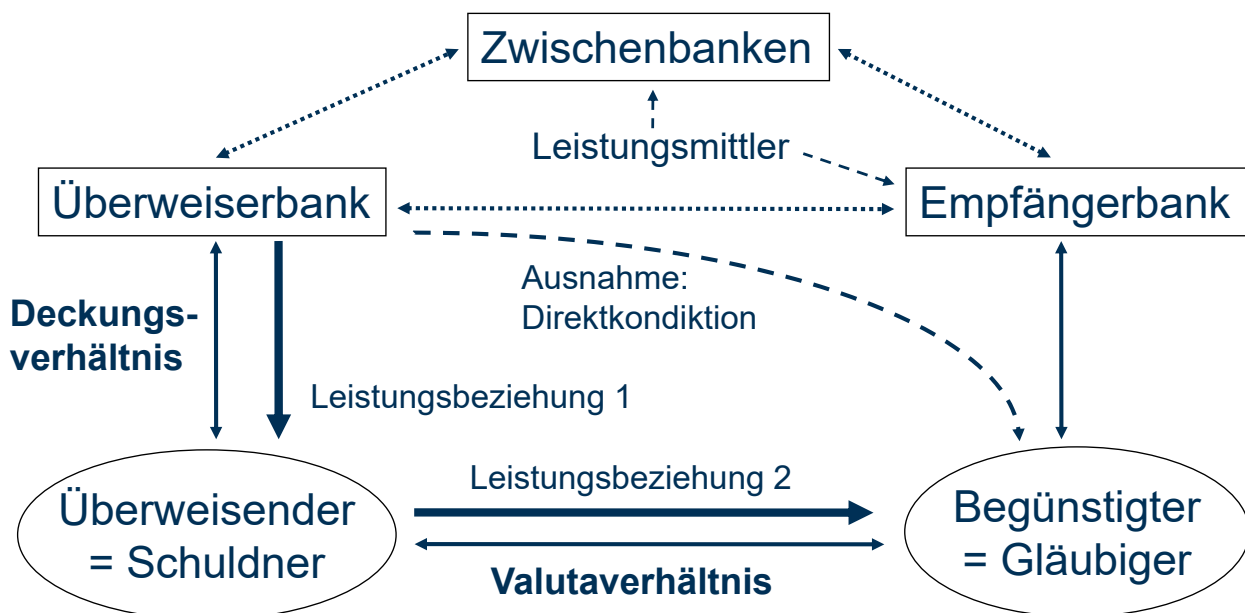 Zwischenbanken
Leistungsmittler
Überweiserbank
Empfängerbank
Ausnahme:
Direktkondiktion
Deckungs-
verhältnis
Leistungsbeziehung 1
Leistungsbeziehung 2
Überweisender
= Schuldner
Begünstigter
= Gläubiger
Valutaverhältnis